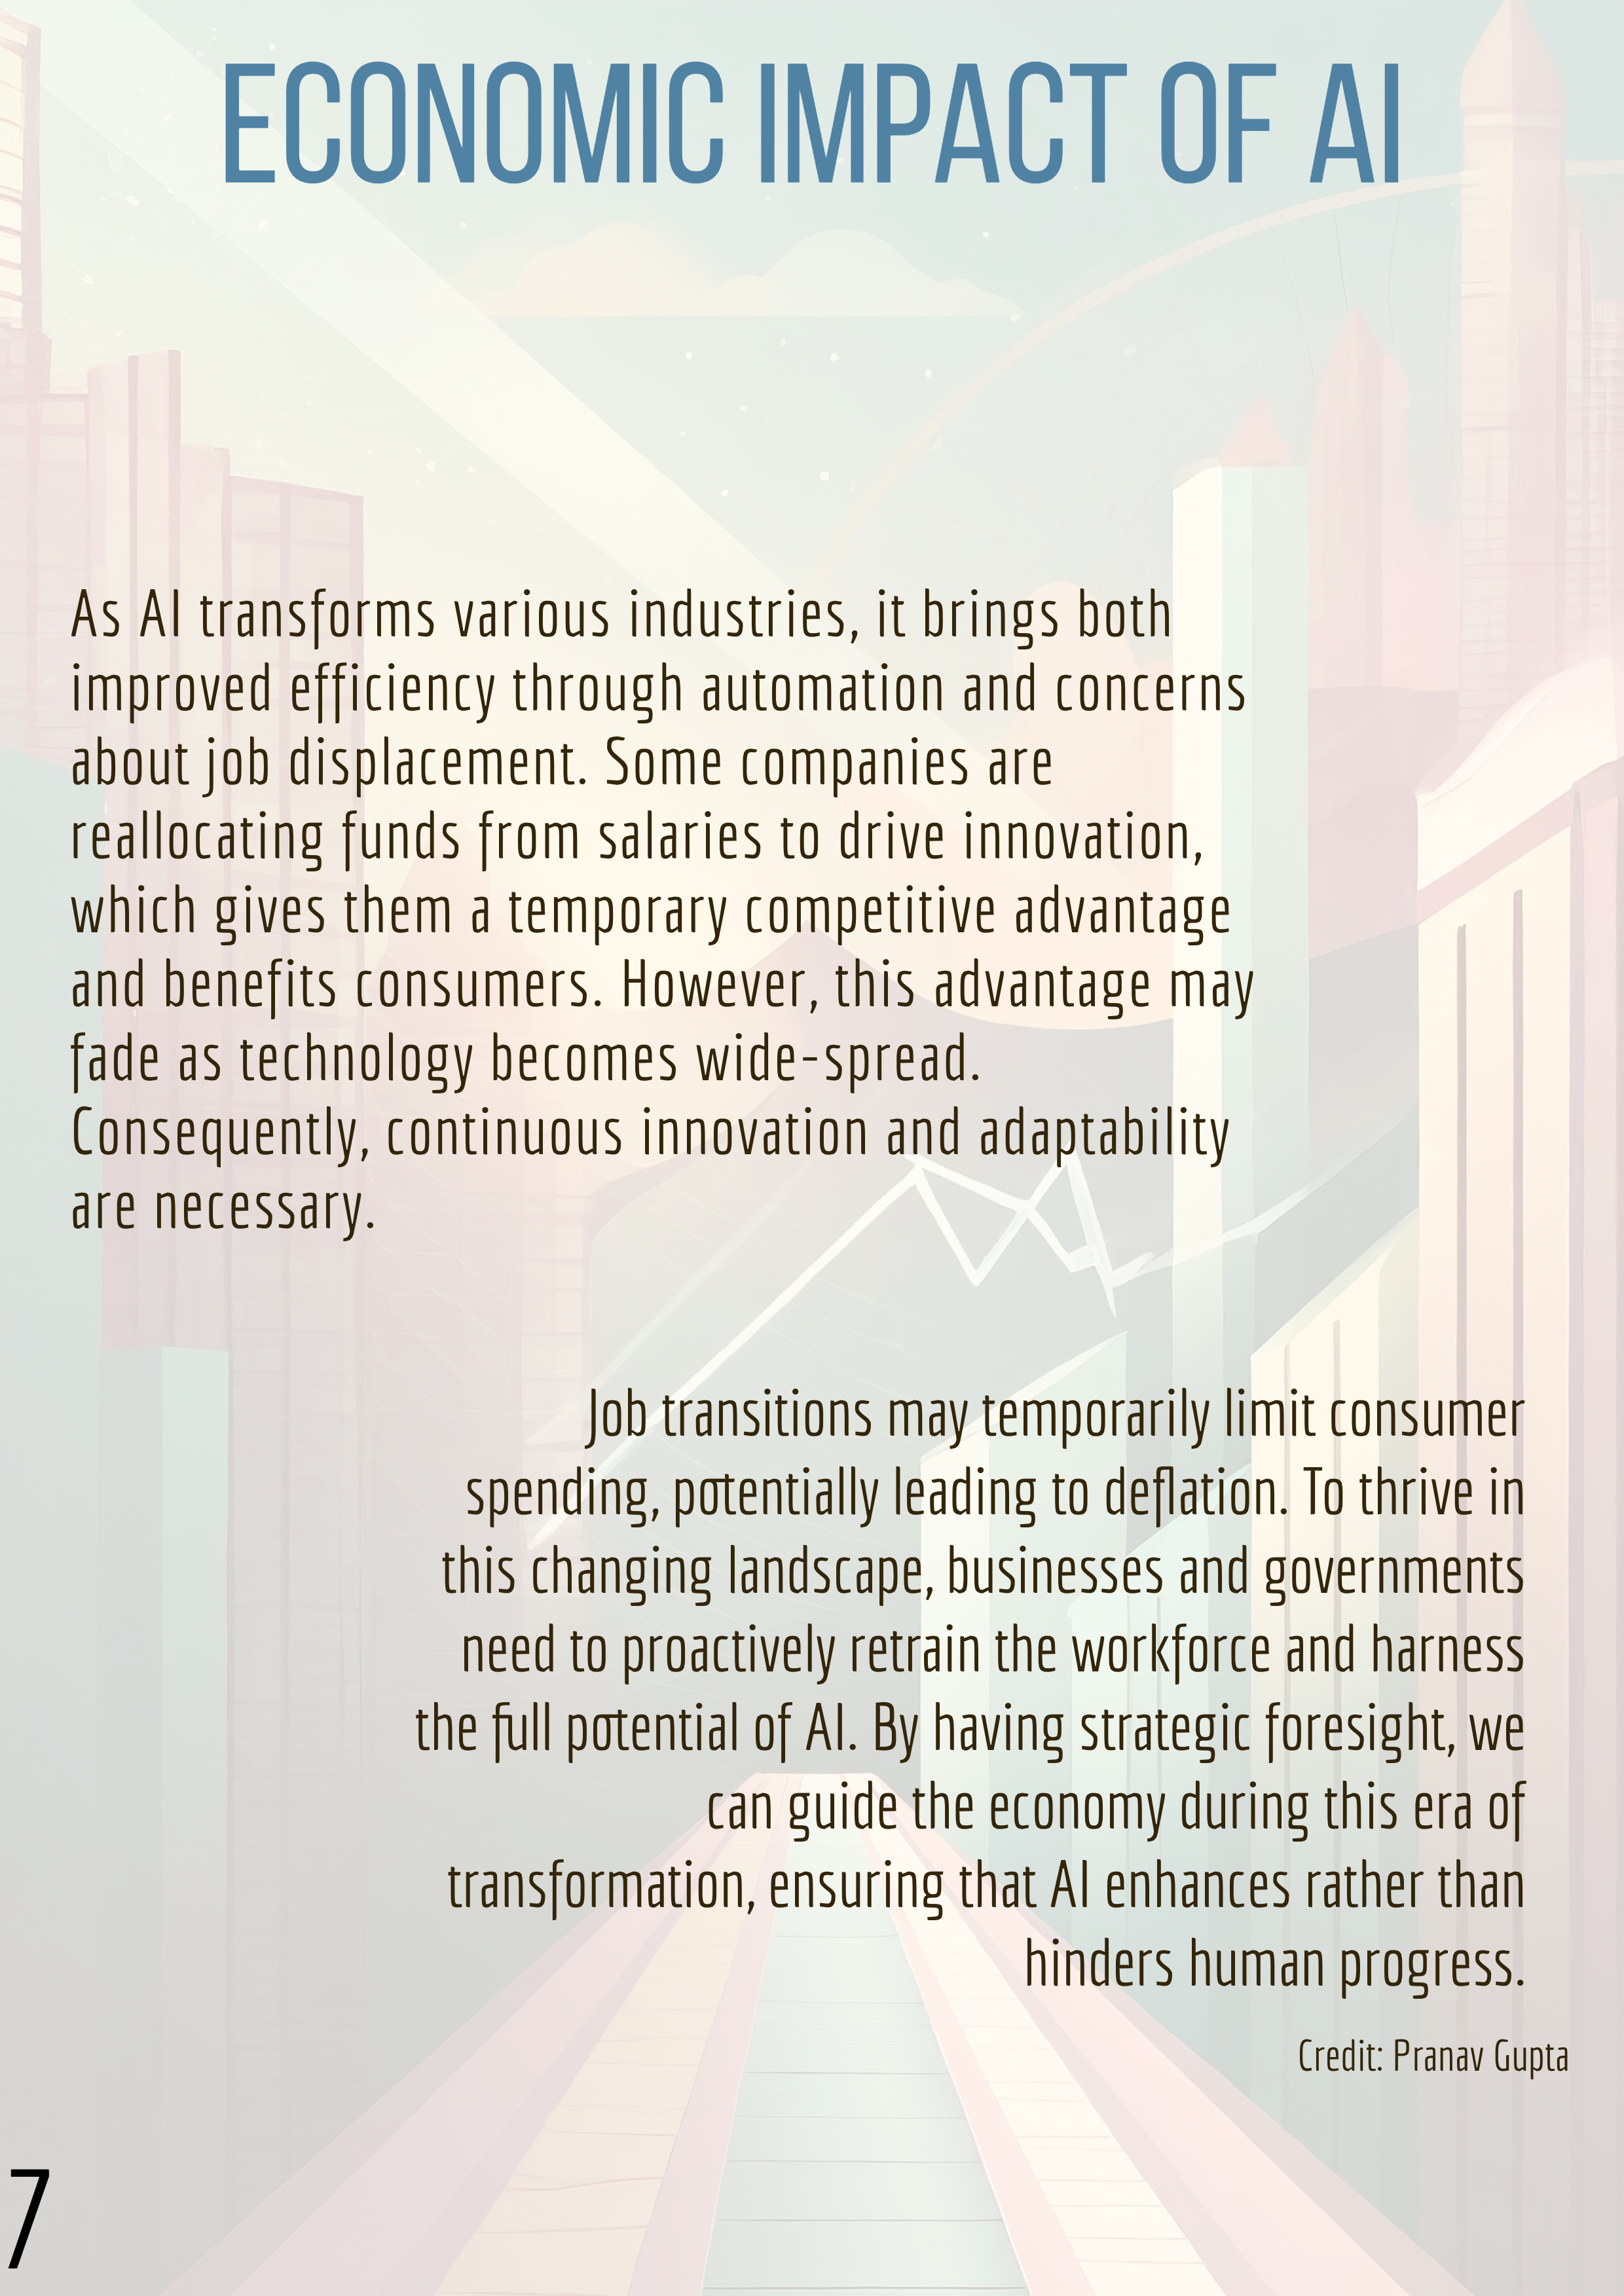 ECONOMIC IMPACT OF AI
As AI transforms various industries, it brings both
improved efficiency through automation and concerns
about job displacement. Some companies are
reallocating funds from salaries to drive innovation,
which gives them a temporary competitive advantage
and benefits consumers. However, this advantage may
fade as technology becomes wide-spread.
Consequently, continuous innovation and adaptability
are necessary.
Job transitions may temporarily limit consumer
spending, potentially leading to deflation. To thrive in
this changing landscape, businesses and governments
need to proactively retrain the workforce and harness
the full potential of AI. By having strategic foresight, we
can guide the economy during this era of
transformation, ensuring that AI enhances rather than
hinders human progress.
Credit: Pranav Gupta
7